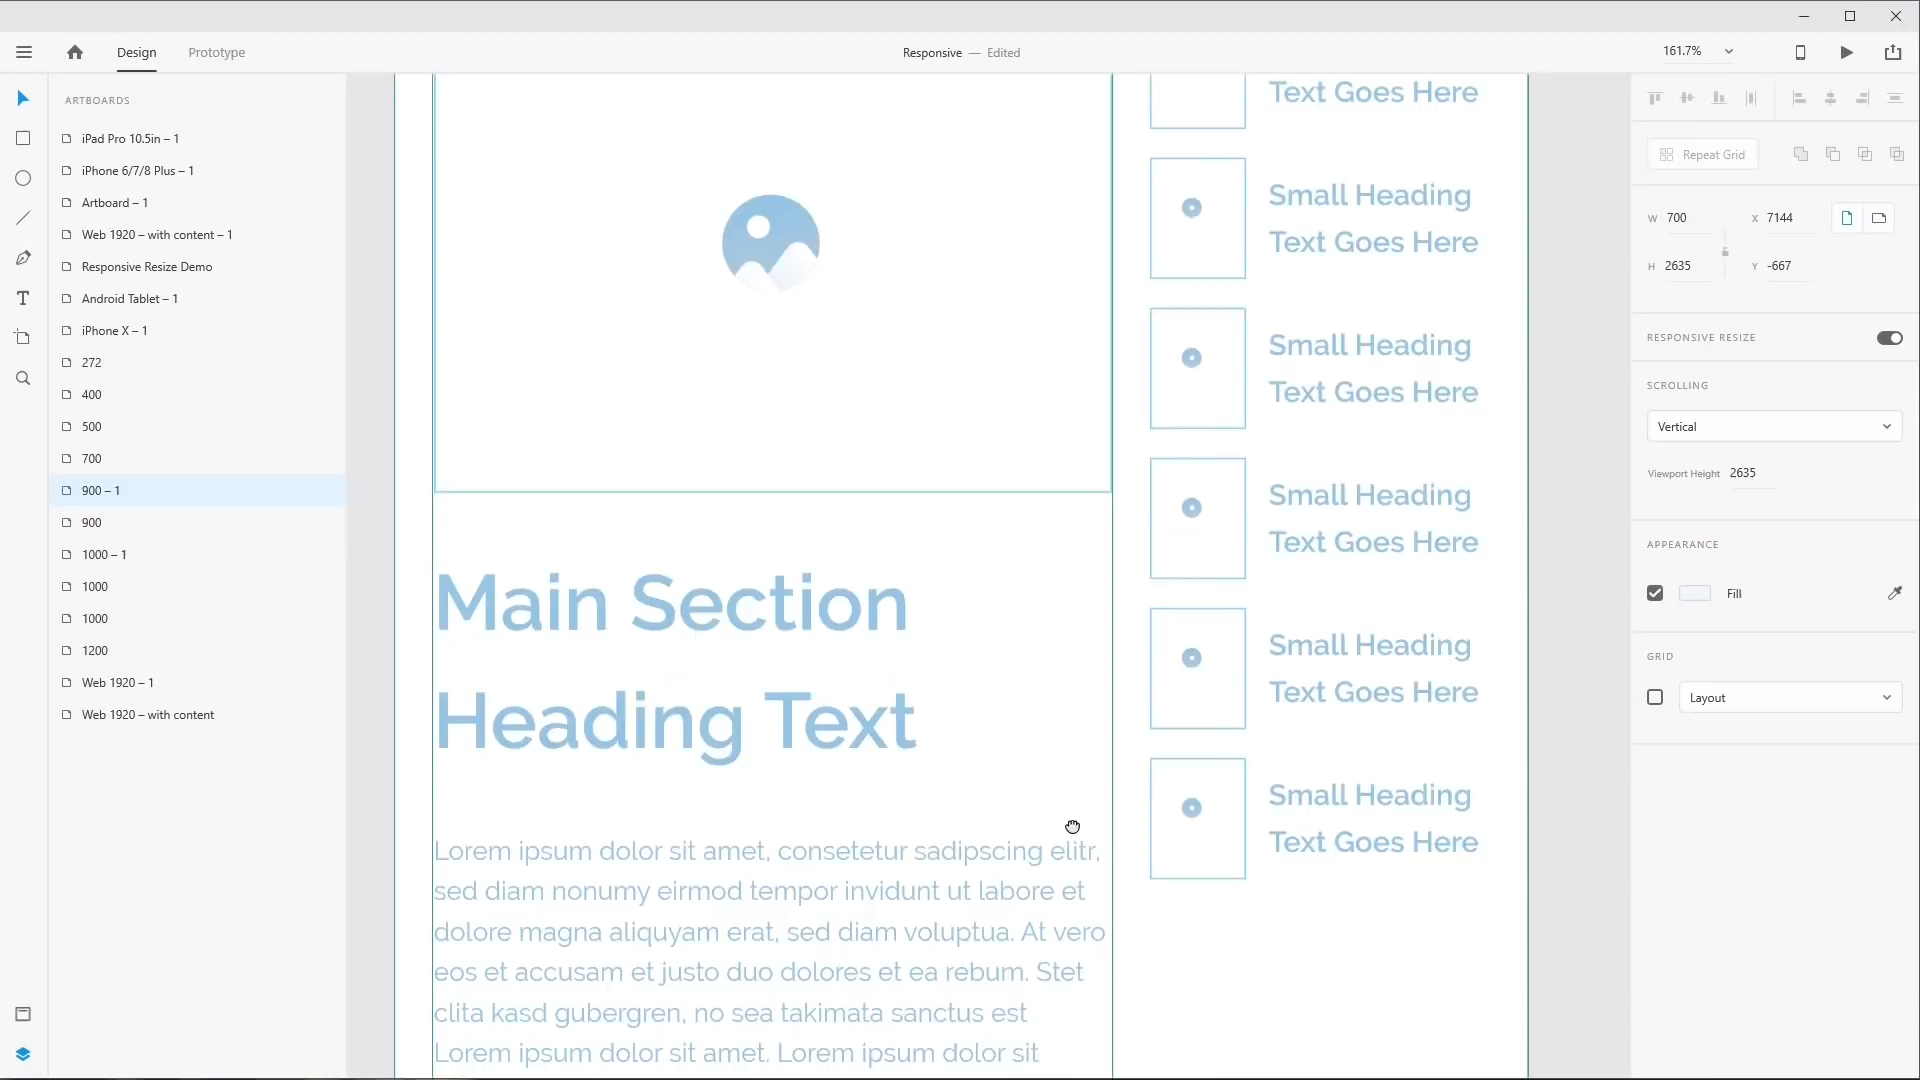 Design
Prototype
Responsive — Edited
161.7%
ARTBOARDS
iPad Pro 10.5in – 1
iPhone 6/7/8 Plus – 1
Artboard – 1
Web 1920 – with content – 1
Responsive Resize Demo
Android Tablet – 1
iPhone X – 1
272
400
500
700
900 – 1
900
1000 – 1
1000
1000
1200
Web 1920 – 1
Web 1920 – with content
Main Section
Heading Text
Lorem ipsum dolor sit amet, consetetur sadipscing elitr,
sed diam nonumy eirmod tempor invidunt ut labore et
dolore magna aliquyam erat, sed diam voluptua. At vero
eos et accusam et justo duo dolores et ea rebum. Stet
clita kasd gubergren, no sea takimata sanctus est
Lorem ipsum dolor sit amet. Lorem ipsum dolor sit
Text Goes Here
Small Heading
Text Goes Here
Small Heading
Text Goes Here
Small Heading
Text Goes Here
Small Heading
Text Goes Here
Small Heading
Text Goes Here
Repeat Grid
W 700
X 7144
H 2635
Y -667
RESPONSIVE RESIZE
SCROLLING
Vertical
Viewport Height 2635
APPEARANCE
Fill
GRID
Layout